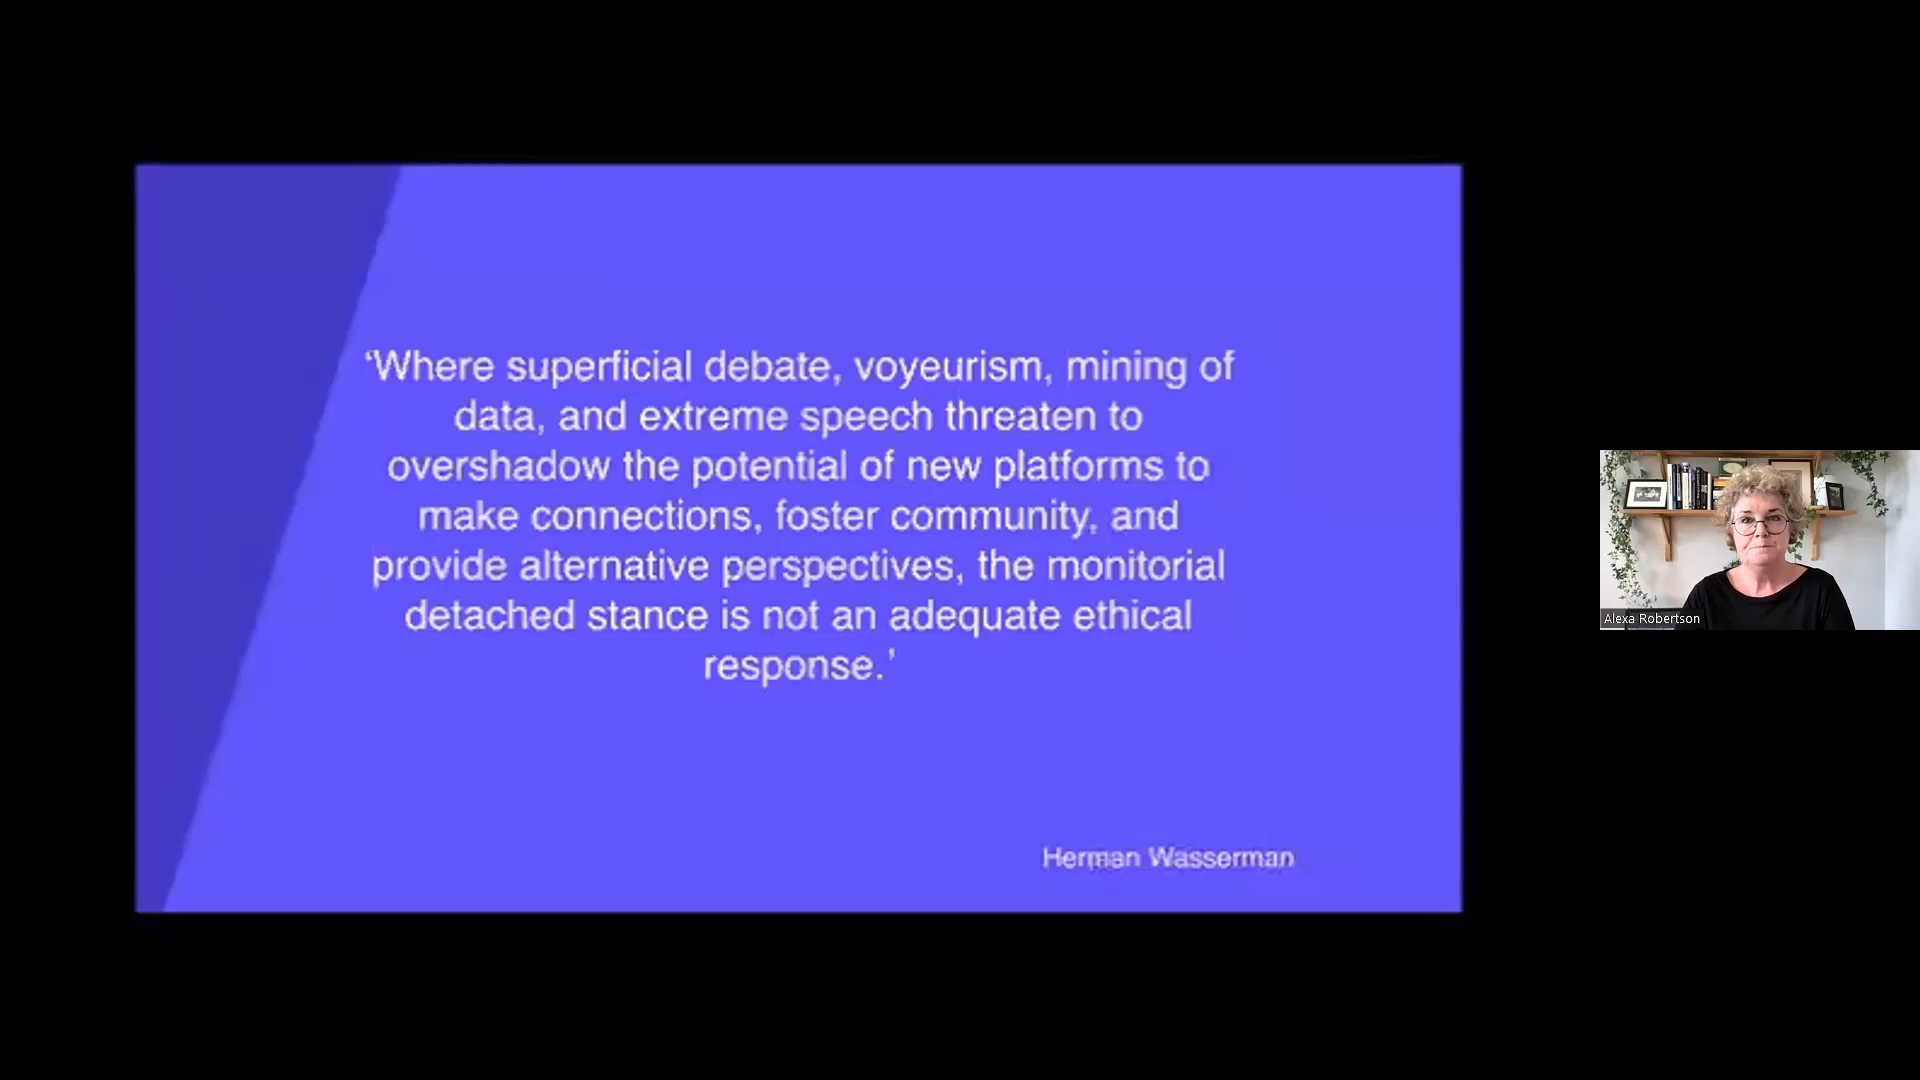 ‘Where superficial debate, voyeurism, mining of
data, and extreme speech threaten to
overshadow the potential of new platforms to
make connections, foster community, and
provide alternative perspectives, the monitorial
detached stance is not an adequate ethical
response.’
Herman Wasserman
Alexa Robertson